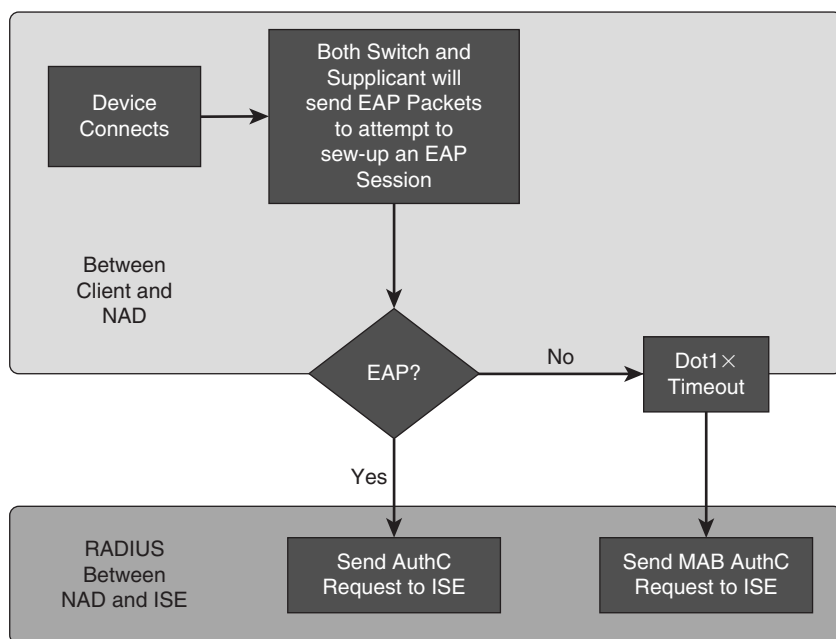 Device
Connects
Both Switch and
Supplicant will
send EAP Packets
to attempt to
sew-up an EAP
Session
Between
Client and
NAD
EAP?
No
Dot1×
Timeout
Yes
RADIUS
Between
NAD and ISE
Send AuthC
Request to ISE
Send MAB AuthC
Request to ISE